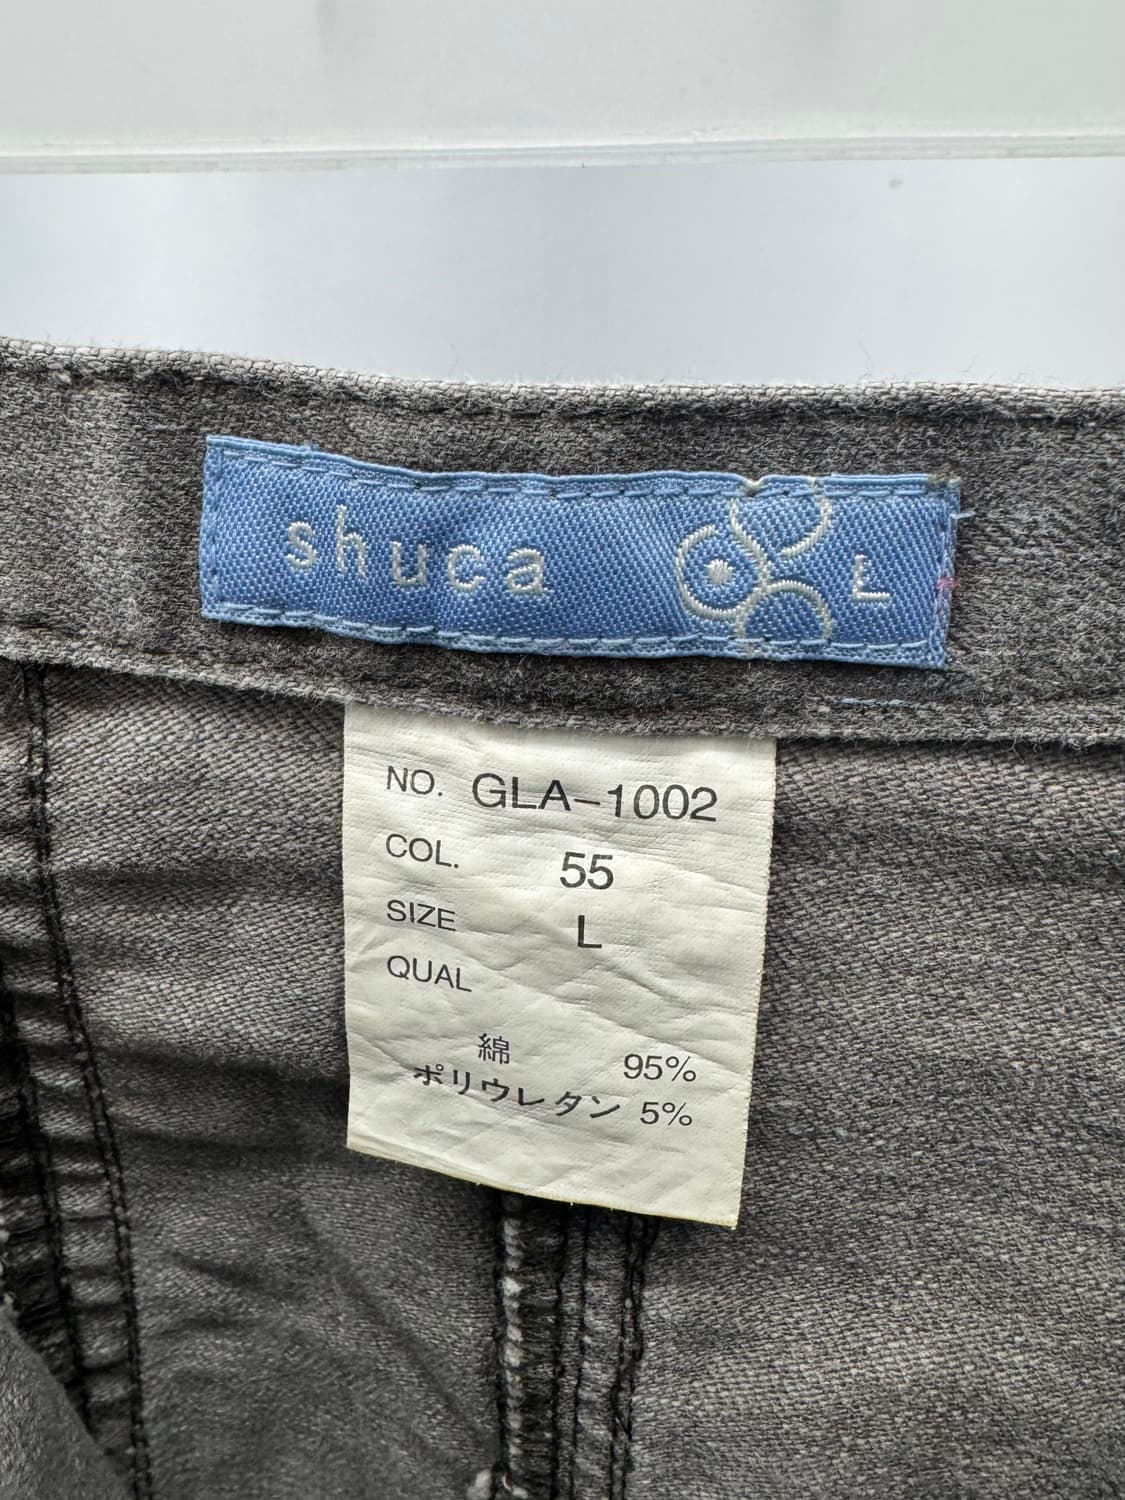 shuca L
NO. GLA-1002
COL. 55
SIZE L
QUAL
綿 95%
ポリウレタン 5%